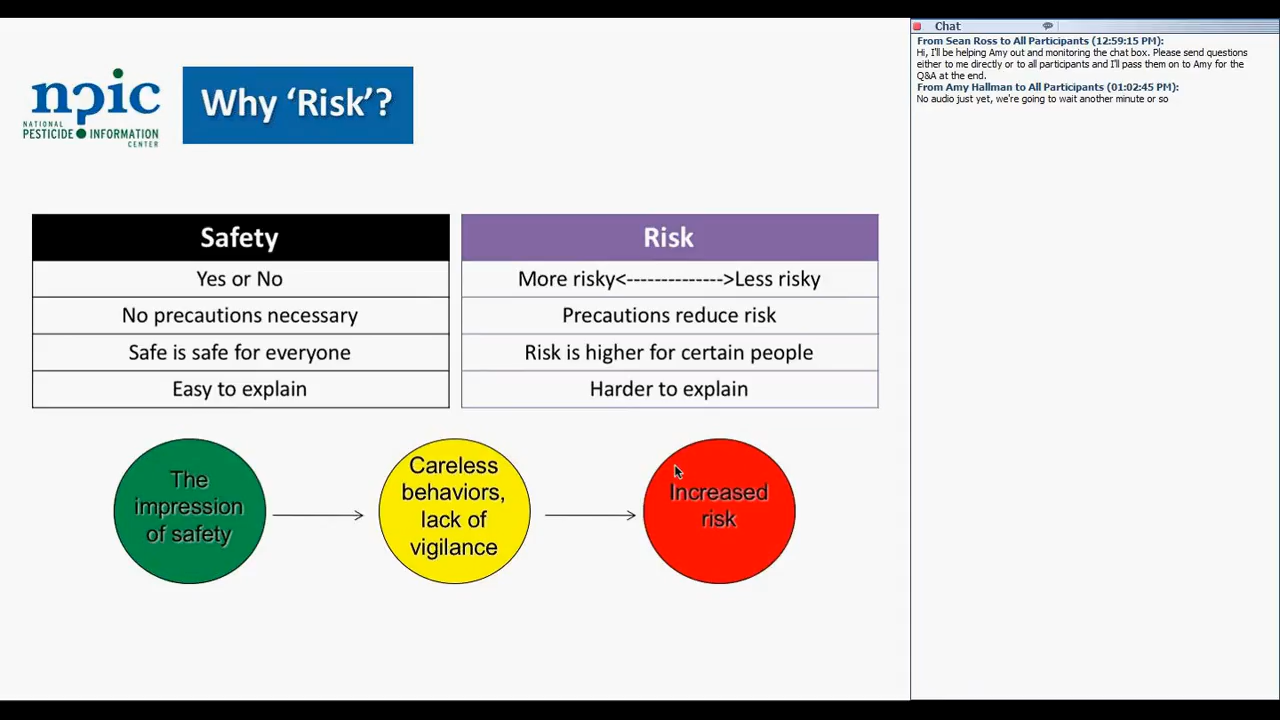 npic
NATIONAL
PESTICIDE INFORMATION
CENTER
Why ‘Risk’?
Safety
Yes or No
No precautions necessary
Safe is safe for everyone
Easy to explain
Risk
More risky<-------------->Less risky
Precautions reduce risk
Risk is higher for certain people
Harder to explain
The
impression
of safety
Careless
behaviors,
lack of
vigilance
Increased
risk
Chat
From Sean Ross to All Participants (12:59:15 PM):
Hi, I'll be helping Amy out and monitoring the chat box. Please send questions
either to me directly or to all participants and I'll pass them on to Amy for the
Q&A at the end.
From Amy Hallman to All Participants (01:02:45 PM):
No audio just yet, we're going to wait another minute or so